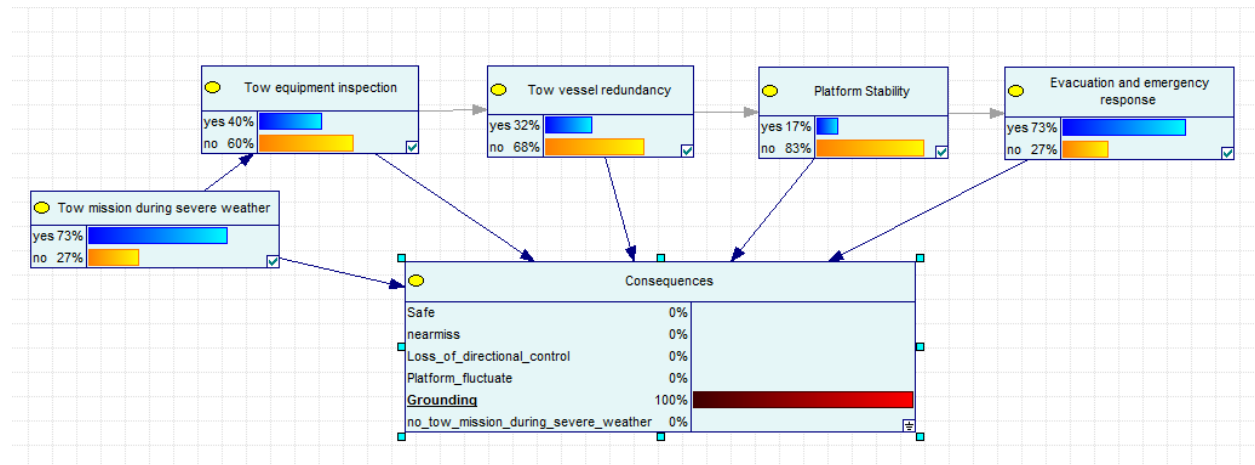 Tow equipment inspection
yes 40%
no 60%
Tow vessel redundancy
yes 32%
no 68%
Platform Stability
yes 17%
no 83%
Evacuation and emergency
response
yes 73%
no 27%
Tow mission during severe weather
yes 73%
no 27%
Consequences
Safe 0%
nearmiss 0%
Loss_of_directional_control 0%
Platform_fluctuate 0%
Grounding 100%
no_tow_mission_during_severe_weather 0%